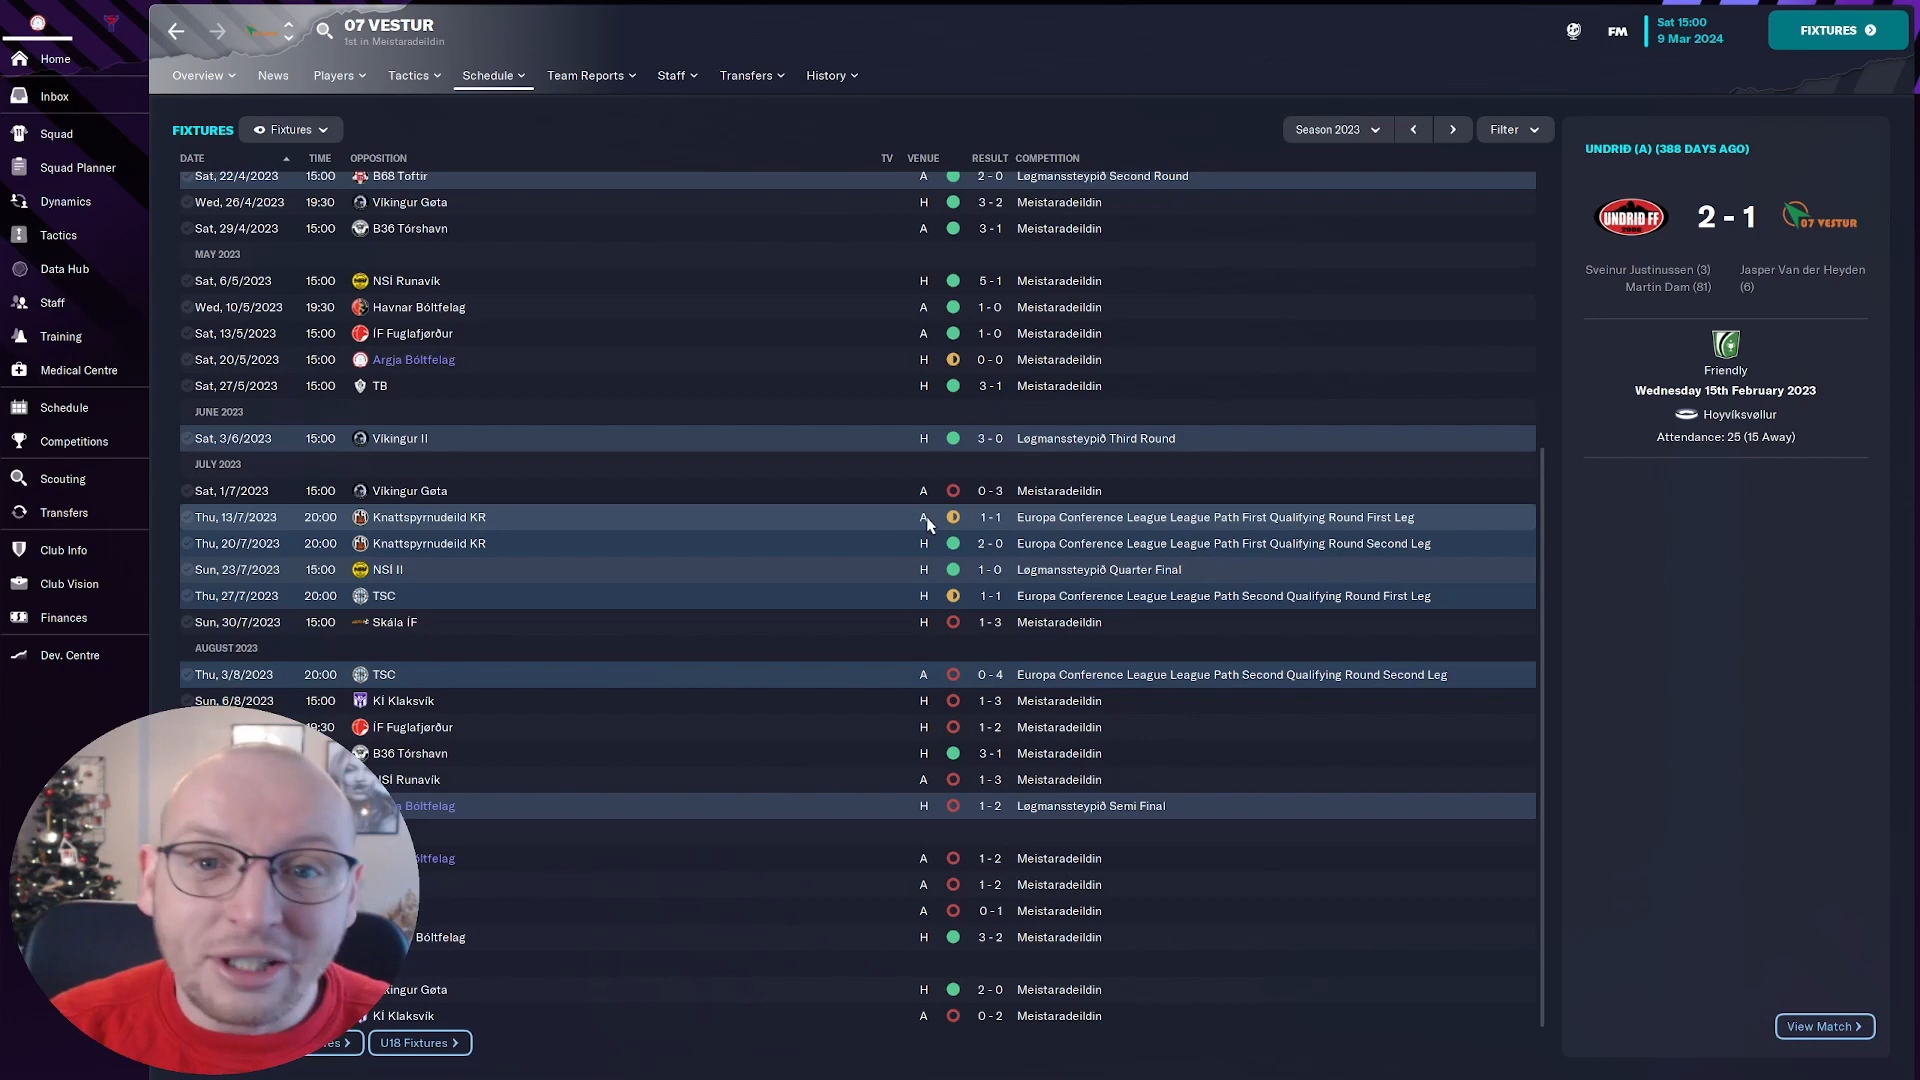 07 VESTUR
1st in Meistaradeildin
FM
Sat 15:00
9 Mar 2024
FIXTURES
Overview
News
Players
Tactics
Schedule
Team Reports
Staff
Transfers
History
Home
Inbox
Squad
Squad Planner
Dynamics
Tactics
Data Hub
Staff
Training
Medical Centre
Schedule
Competitions
Scouting
Transfers
Club Info
Club Vision
Finances
Dev. Centre
FIXTURES Fixtures
Season 2023
Filter
DATE TIME OPPOSITION TV VENUE RESULT COMPETITION
Sat, 22/4/2023 15:00 B68 Toftir A 2 - 0 Løgmanssteypið Second Round
Wed, 26/4/2023 19:30 Víkingur Gøta H 3 - 2 Meistaradeildin
Sat, 29/4/2023 15:00 B36 Tórshavn A 3 - 1 Meistaradeildin
MAY 2023
Sat, 6/5/2023 15:00 NSÍ Runavík H 5 - 1 Meistaradeildin
Wed, 10/5/2023 19:30 Havnar Bóltfelag A 1 - 0 Meistaradeildin
Sat, 13/5/2023 15:00 ÍF Fuglafjørður A 1 - 0 Meistaradeildin
Sat, 20/5/2023 15:00 Argja Bóltfelag H 0 - 0 Meistaradeildin
Sat, 27/5/2023 15:00 TB H 3 - 1 Meistaradeildin
JUNE 2023
Sat, 3/6/2023 15:00 Víkingur II H 3 - 0 Løgmanssteypið Third Round
JULY 2023
Sat, 1/7/2023 15:00 Víkingur Gøta A 0 - 3 Meistaradeildin
Thu, 13/7/2023 20:00 Knattspyrnudeild KR A 1 - 1 Europa Conference League League Path First Qualifying Round First Leg
Thu, 20/7/2023 20:00 Knattspyrnudeild KR H 2 - 0 Europa Conference League League Path First Qualifying Round Second Leg
Sun, 23/7/2023 15:00 NSÍ II H 1 - 0 Løgmanssteypið Quarter Final
Thu, 27/7/2023 20:00 TSC H 1 - 1 Europa Conference League League Path Second Qualifying Round First Leg
Sun, 30/7/2023 15:00 Skála ÍF H 1 - 3 Meistaradeildin
AUGUST 2023
Thu, 3/8/2023 20:00 TSC A 0 - 4 Europa Conference League League Path Second Qualifying Round Second Leg
Sun, 6/8/2023 15:00 KÍ Klaksvík H 1 - 3 Meistaradeildin
9:30 ÍF Fuglafjørður H 1 - 2 Meistaradeildin
B36 Tórshavn H 3 - 1 Meistaradeildin
NSÍ Runavík A 1 - 3 Meistaradeildin
a Bóltfelag H 1 - 2 Løgmanssteypið Semi Final
óltfelag A 1 - 2 Meistaradeildin
A 1 - 2 Meistaradeildin
A 0 - 1 Meistaradeildin
Bóltfelag H 3 - 2 Meistaradeildin
kingur Gøta H 2 - 0 Meistaradeildin
KÍ Klaksvík A 0 - 2 Meistaradeildin
es
U18 Fixtures
UNDRIÐ (A) (388 DAYS AGO)
UNDRID FF
2006
2 - 1
07 VESTUR
Sveinur Justinussen (3)
Martin Dam (81)
Jasper Van der Heyden
(6)
Friendly
Wednesday 15th February 2023
Hoyvíksvøllur
Attendance: 25 (15 Away)
View Match